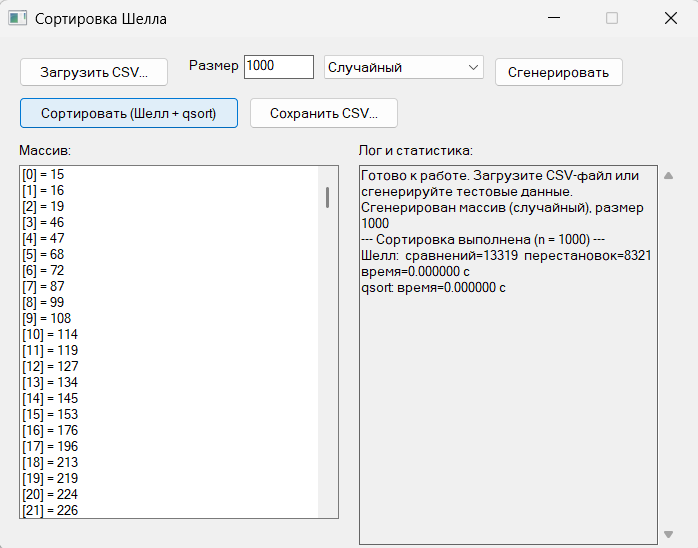 Сортировка Шелла
Загрузить CSV...
Размер
1000
Случайный
Сгенерировать
Сортировать (Шелл + qsort)
Сохранить CSV...
Массив:
[0] = 15
[1] = 16
[2] = 19
[3] = 46
[4] = 47
[5] = 68
[6] = 72
[7] = 87
[8] = 99
[9] = 108
[10] = 114
[11] = 119
[12] = 127
[13] = 134
[14] = 145
[15] = 153
[16] = 176
[17] = 196
[18] = 213
[19] = 219
[20] = 224
[21] = 226
Лог и статистика:
Готово к работе. Загрузите CSV-файл или
сгенерируйте тестовые данные.
Сгенерирован массив (случайный), размер
1000
--- Сортировка выполнена (n = 1000) ---
Шелл: сравнений=13319 перестановок=8321
время=0.000000 с
qsort: время=0.000000 с